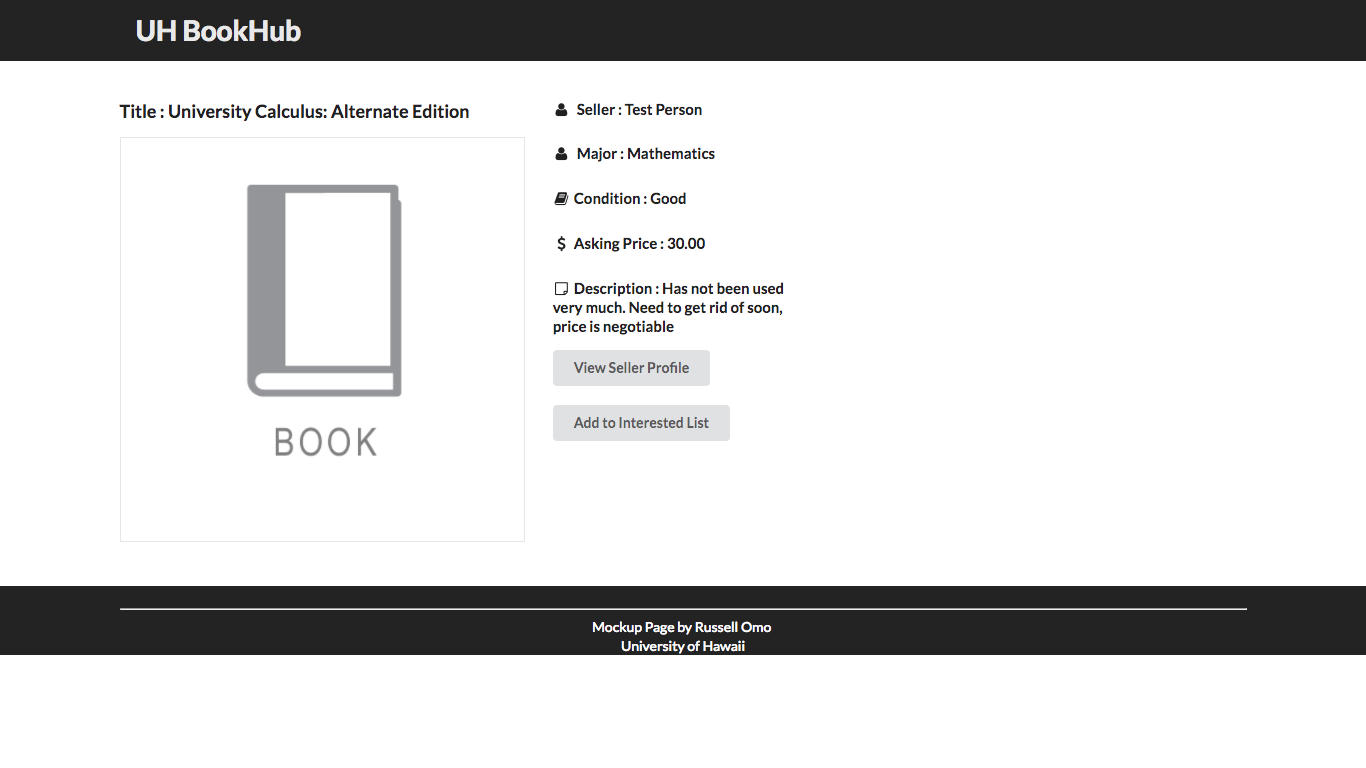 UH BookHub
Title : University Calculus: Alternate Edition
BOOK
Seller : Test Person
Major : Mathematics
Condition : Good
$ Asking Price : 30.00
Description : Has not been used
very much. Need to get rid of soon,
price is negotiable
View Seller Profile
Add to Interested List
Mockup Page by Russell Omo
University of Hawaii